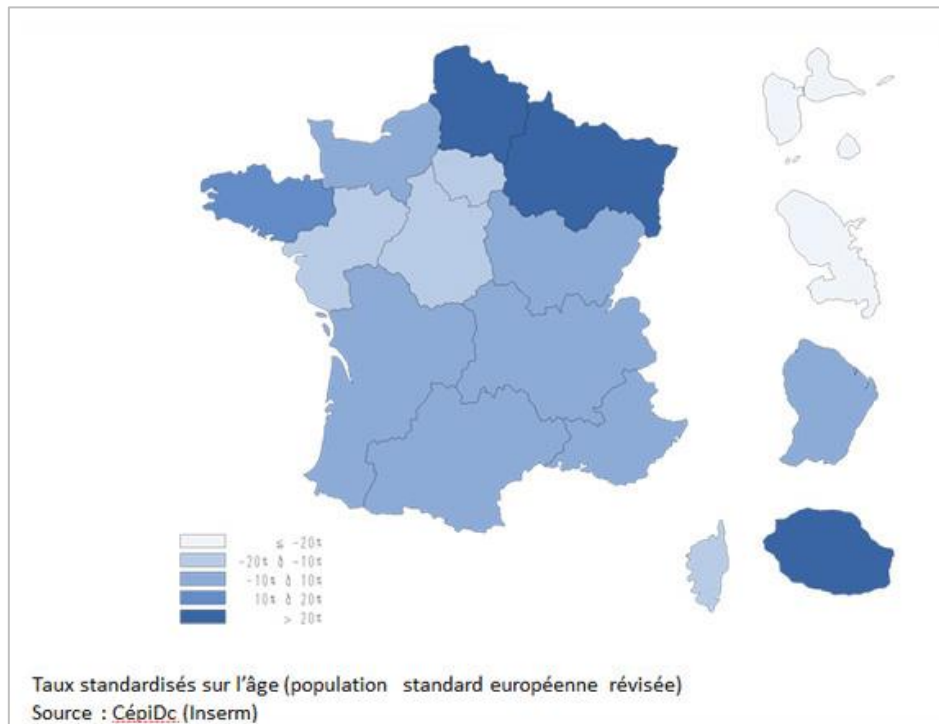 ≤ -20%
-20% à -10%
-10% à 10%
10% à 20%
> 20%
Taux standardisés sur l'âge (population standard européenne révisée)
Source : CépiDc (Inserm)